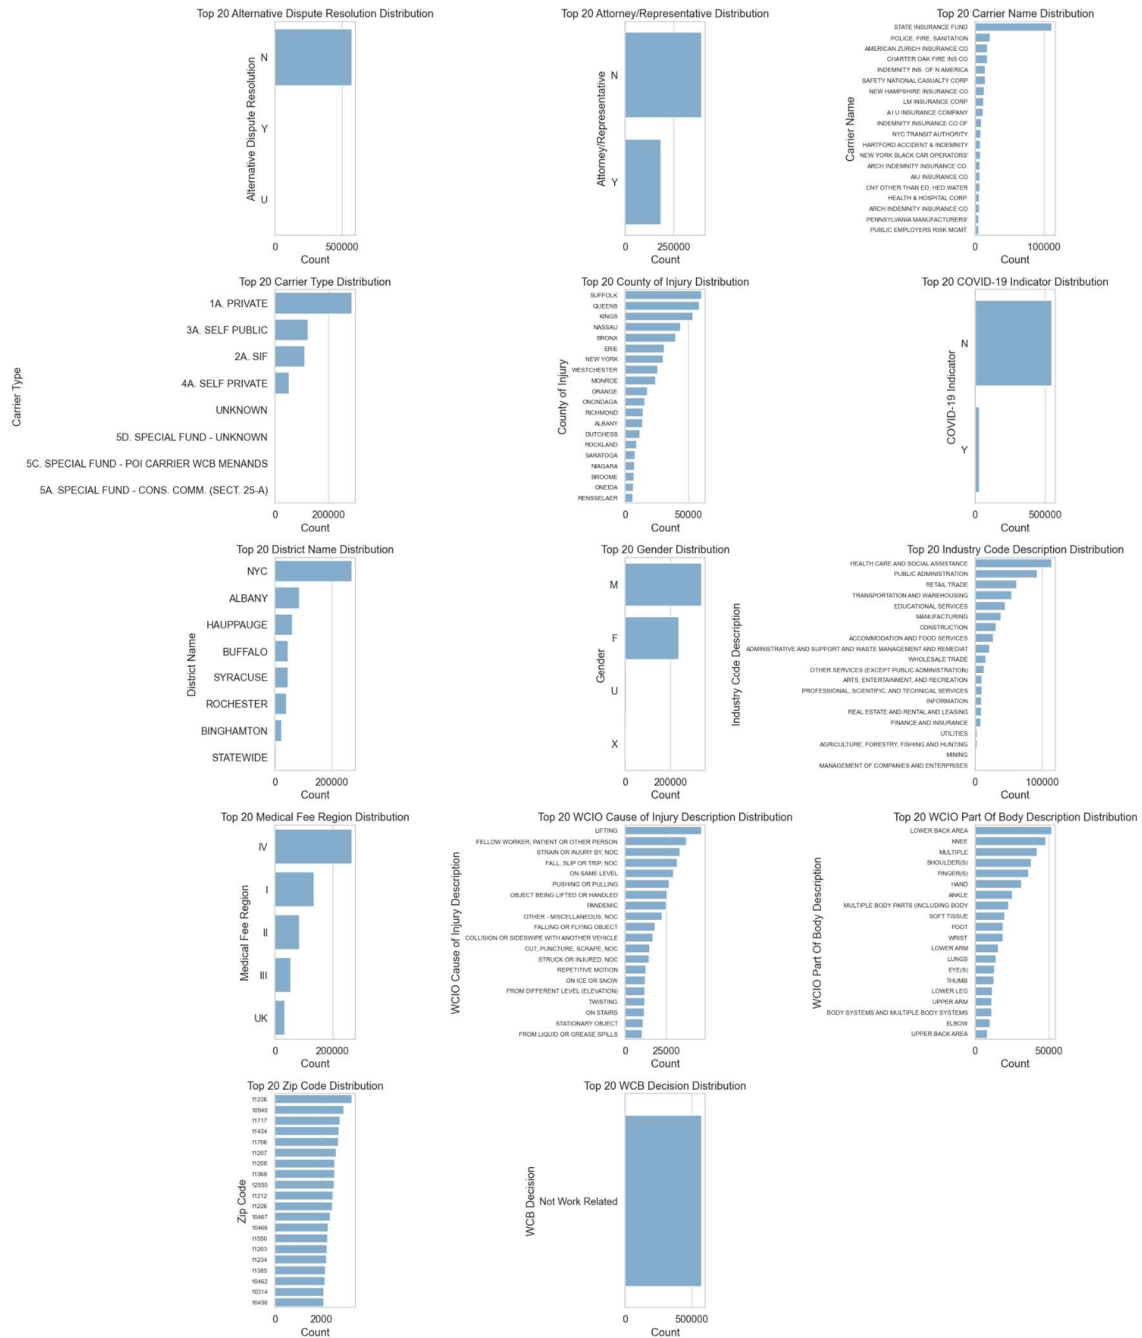 Top 20 Alternative Dispute Resolution Distribution
Alternative Dispute Resolution
N
Y
U
0
500000
Count
Top 20 Attorney/Representative Distribution
Attorney/Representative
N
Y
0
250000
Count
Top 20 Carrier Name Distribution
Carrier Name
STATE INSURANCE FUND
POLICE, FIRE, SANITATION
AMERICAN ZURICH INSURANCE CO
CHARTER OAK FIRE INS CO
INDEMNITY INS. OF N AMERICA
SAFETY NATIONAL CASUALTY CORP
NEW HAMPSHIRE INSURANCE CO
LM INSURANCE CORP
A I U INSURANCE COMPANY
INDEMNITY INSURANCE CO OF
NYC TRANSIT AUTHORITY
HARTFORD ACCIDENT & INDEMNITY
NEW YORK BLACK CAR OPERATORS'
ARCH INDEMNITY INSURANCE CO.
AIU INSURANCE CO
CNY OTHER THAN ED, HED WATER
HEALTH & HOSPITAL CORP.
ARCH INDEMNITY INSURANCE CO
PENNSYLVANIA MANUFACTURERS'
PUBLIC EMPLOYERS RISK MGMT.
0
100000
Count
Top 20 Carrier Type Distribution
Carrier Type
1A. PRIVATE
3A. SELF PUBLIC
2A. SIF
4A. SELF PRIVATE
UNKNOWN
5D. SPECIAL FUND - UNKNOWN
5C. SPECIAL FUND - POI CARRIER WCB MENANDS
5A. SPECIAL FUND - CONS. COMM. (SECT. 25-A)
0
200000
Count
Top 20 County of Injury Distribution
County of Injury
SUFFOLK
QUEENS
KINGS
NASSAU
BRONX
ERIE
NEW YORK
WESTCHESTER
MONROE
ORANGE
ONONDAGA
RICHMOND
ALBANY
DUTCHESS
ROCKLAND
SARATOGA
NIAGARA
BROOME
ONEIDA
RENSSELAER
0
50000
Count
Top 20 COVID-19 Indicator Distribution
COVID-19 Indicator
N
Y
0
500000
Count
Top 20 District Name Distribution
District Name
NYC
ALBANY
HAUPPAUGE
BUFFALO
SYRACUSE
ROCHESTER
BINGHAMTON
STATEWIDE
0
200000
Count
Top 20 Gender Distribution
Gender
M
F
U
X
0
200000
Count
Top 20 Industry Code Description Distribution
Industry Code Description
HEALTH CARE AND SOCIAL ASSISTANCE
PUBLIC ADMINISTRATION
RETAIL TRADE
TRANSPORTATION AND WAREHOUSING
EDUCATIONAL SERVICES
MANUFACTURING
CONSTRUCTION
ACCOMMODATION AND FOOD SERVICES
ADMINISTRATIVE AND SUPPORT AND WASTE MANAGEMENT AND REMEDIAT
WHOLESALE TRADE
OTHER SERVICES (EXCEPT PUBLIC ADMINISTRATION)
ARTS, ENTERTAINMENT, AND RECREATION
PROFESSIONAL, SCIENTIFIC, AND TECHNICAL SERVICES
INFORMATION
REAL ESTATE AND RENTAL AND LEASING
FINANCE AND INSURANCE
UTILITIES
AGRICULTURE, FORESTRY, FISHING AND HUNTING
MINING
MANAGEMENT OF COMPANIES AND ENTERPRISES
0
100000
Count
Top 20 Medical Fee Region Distribution
Medical Fee Region
IV
I
II
III
UK
0
200000
Count
Top 20 WCIO Cause of Injury Description Distribution
WCIO Cause of Injury Description
LIFTING
FELLOW WORKER, PATIENT OR OTHER PERSON
STRAIN OR INJURY BY, NOC
FALL, SLIP OR TRIP, NOC
ON SAME LEVEL
PUSHING OR PULLING
OBJECT BEING LIFTED OR HANDLED
PANDEMIC
OTHER - MISCELLANEOUS, NOC
FALLING OR FLYING OBJECT
COLLISION OR SIDESWIPE WITH ANOTHER VEHICLE
CUT, PUNCTURE, SCRAPE, NOC
STRUCK OR INJURED, NOC
REPETITIVE MOTION
ON ICE OR SNOW
FROM DIFFERENT LEVEL (ELEVATION)
TWISTING
ON STAIRS
STATIONARY OBJECT
FROM LIQUID OR GREASE SPILLS
0
25000
Count
Top 20 WCIO Part Of Body Description Distribution
WCIO Part Of Body Description
LOWER BACK AREA
KNEE
MULTIPLE
SHOULDER(S)
FINGER(S)
HAND
ANKLE
MULTIPLE BODY PARTS (INCLUDING BODY
SOFT TISSUE
FOOT
WRIST
LOWER ARM
LUNGS
EYE(S)
THUMB
LOWER LEG
UPPER ARM
BODY SYSTEMS AND MULTIPLE BODY SYSTEMS
ELBOW
UPPER BACK AREA
0
50000
Count
Top 20 Zip Code Distribution
Zip Code
11236
10940
11717
11434
11706
11207
11208
11368
12550
11212
11226
10467
10466
11550
11203
11234
11385
10462
10314
10456
0
2000
Count
Top 20 WCB Decision Distribution
WCB Decision
Not Work Related
0
500000
Count